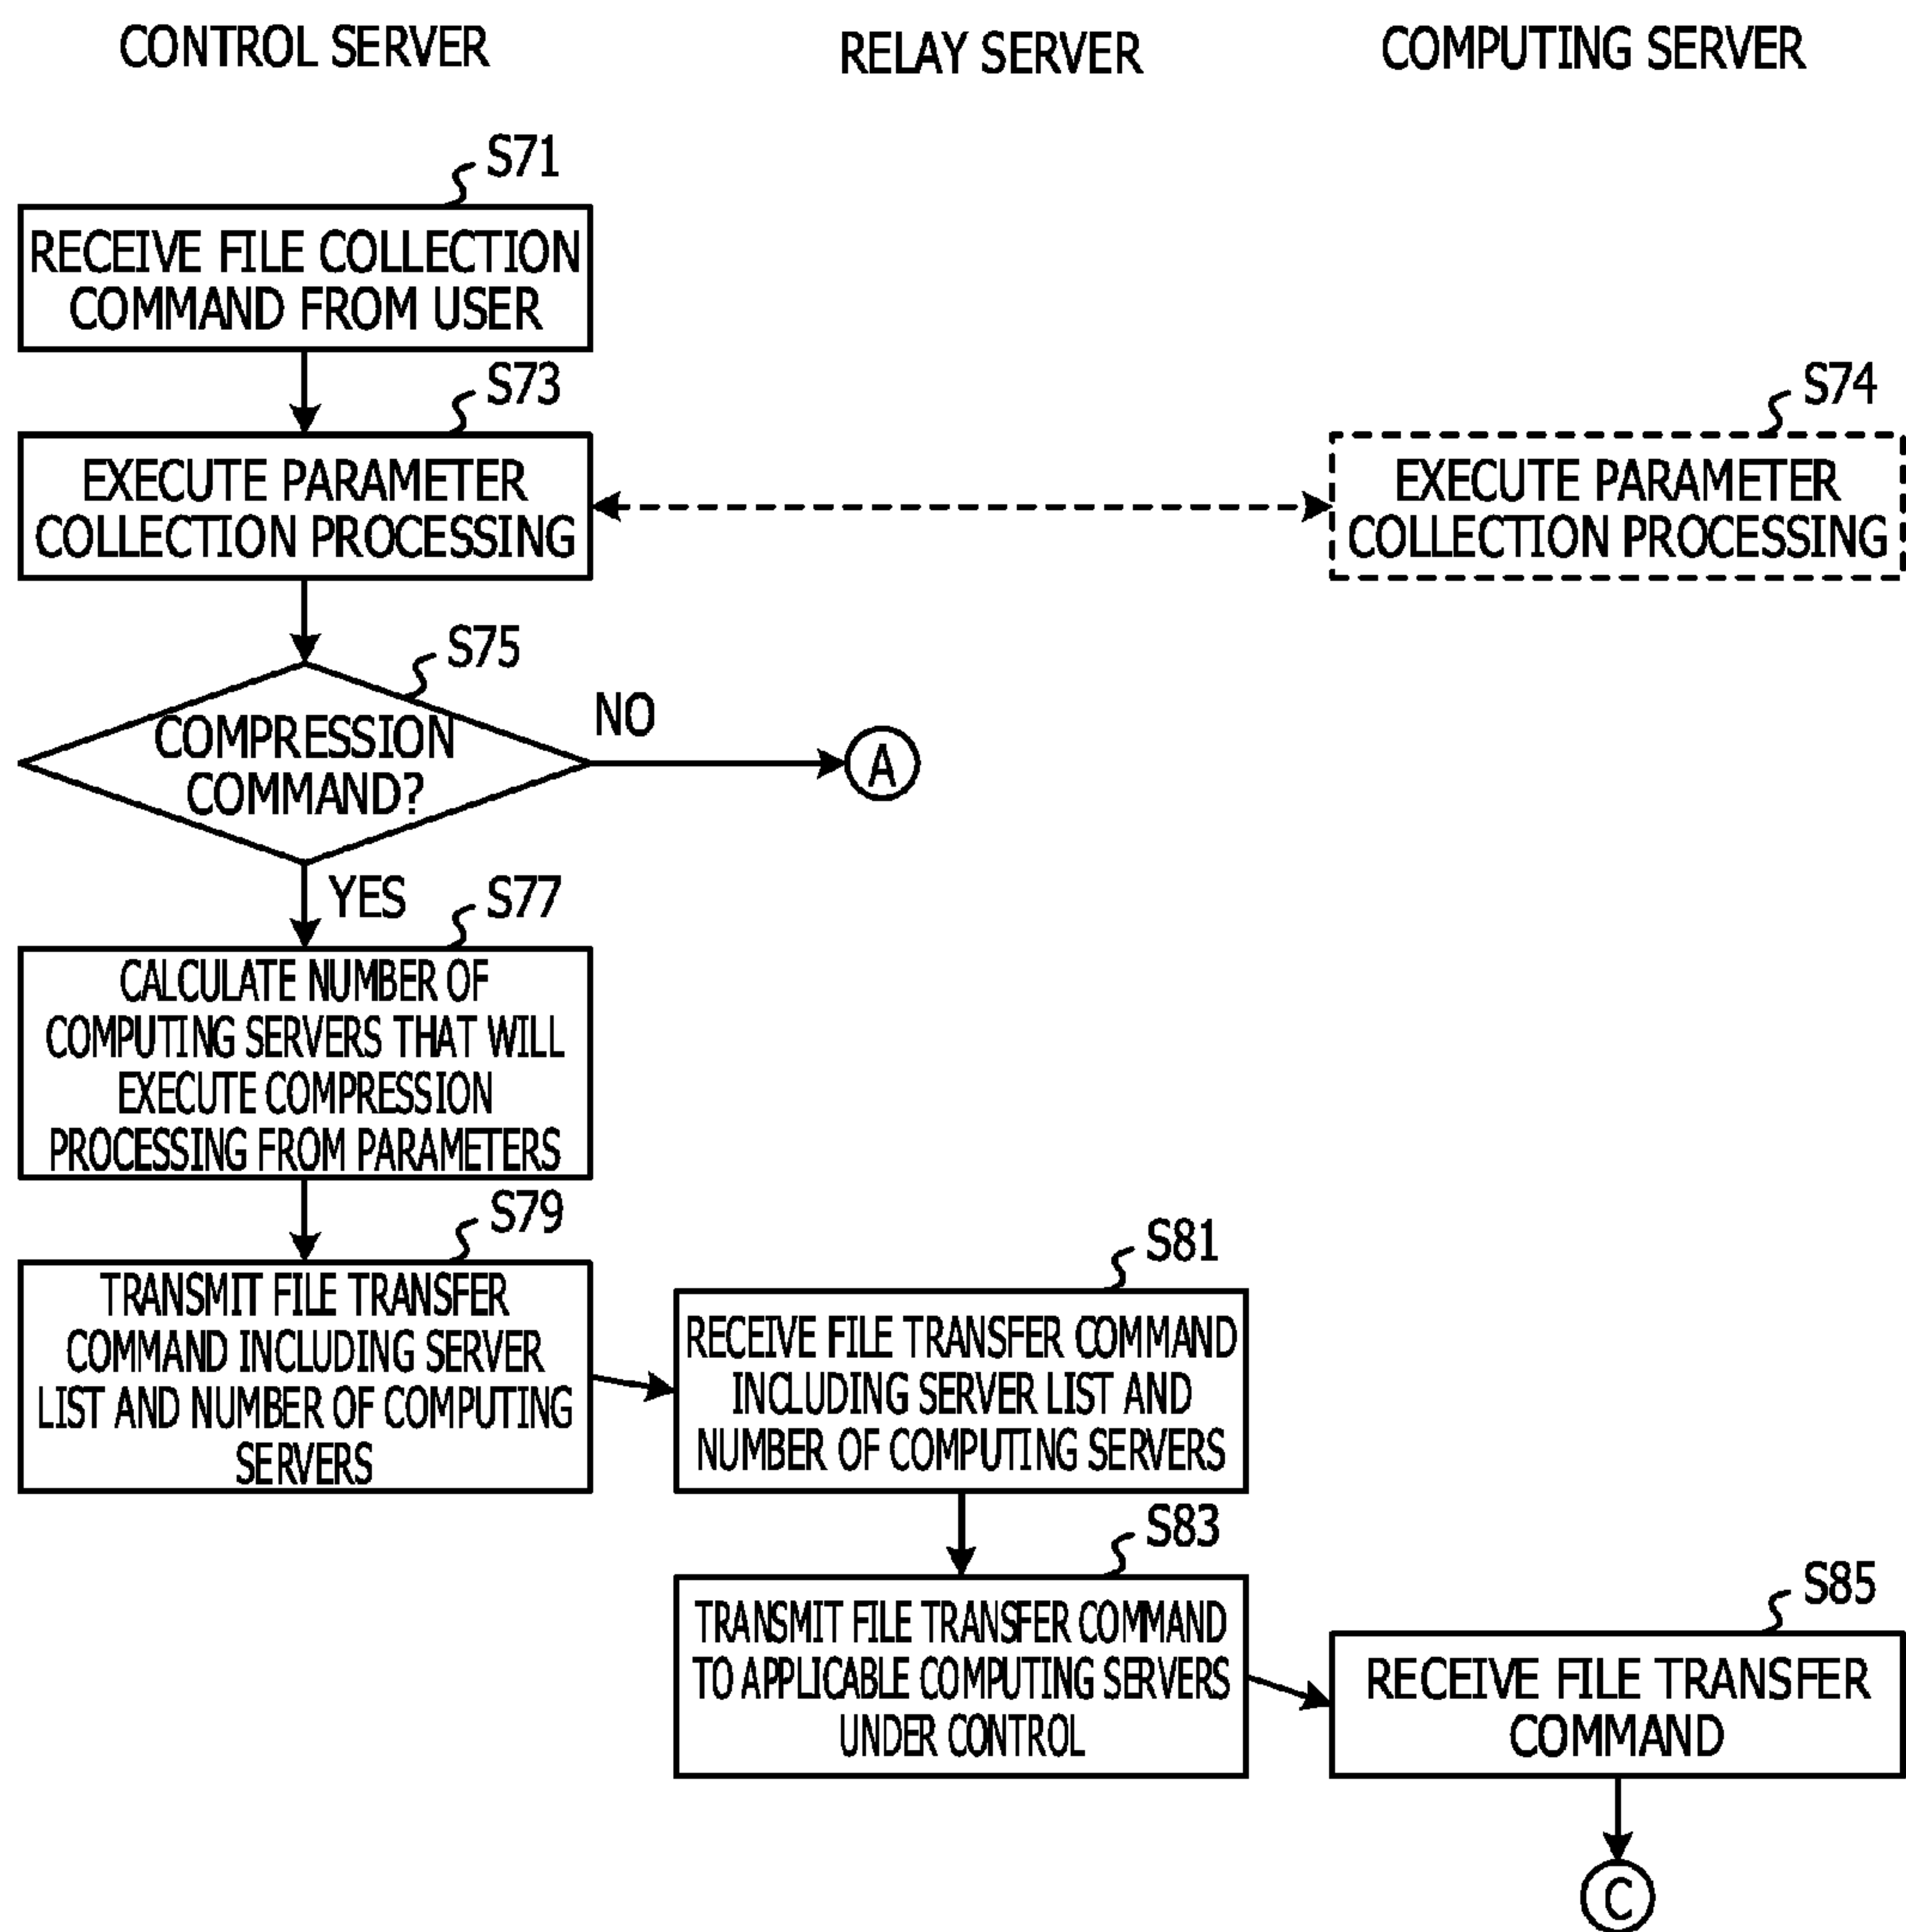 CONTROL SERVER
RELAY SERVER
COMPUTING SERVER
S71
RECEIVE FILE COLLECTION
COMMAND FROM USER
S73
EXECUTE PARAMETER
COLLECTION PROCESSING
S74
EXECUTE PARAMETER
COLLECTION PROCESSING
S75
COMPRESSION
COMMAND?
NO
A
YES
S77
CALCULATE NUMBER OF
COMPUTING SERVERS THAT WILL
EXECUTE COMPRESSION
PROCESSING FROM PARAMETERS
S79
TRANSMIT FILE TRANSFER
COMMAND INCLUDING SERVER
LIST AND NUMBER OF COMPUTING
SERVERS
S81
RECEIVE FILE TRANSFER COMMAND
INCLUDING SERVER LIST AND
NUMBER OF COMPUTING SERVERS
S83
TRANSMIT FILE TRANSFER COMMAND
TO APPLICABLE COMPUTING SERVERS
UNDER CONTROL
S85
RECEIVE FILE TRANSFER
COMMAND
C